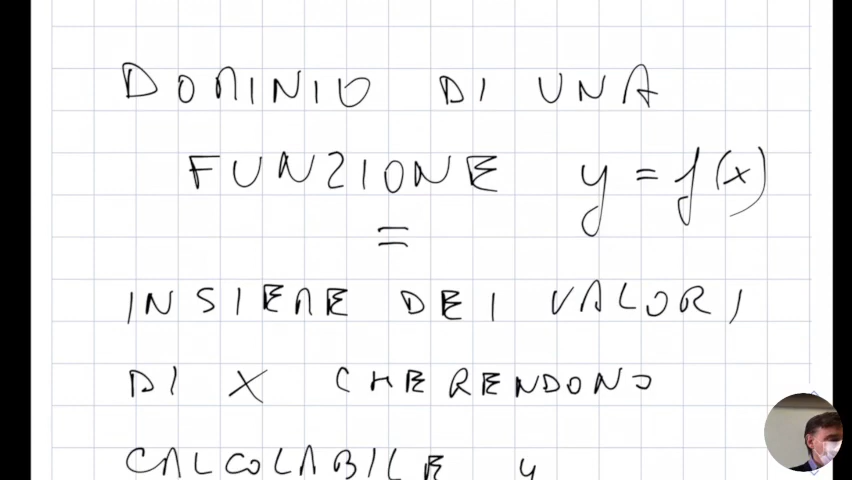 DOMINIO DI UNA
FUNZIONE y = f(x)
=
INSIEME DEI VALORI
DI X CHE RENDONO
CALCOLABILE y